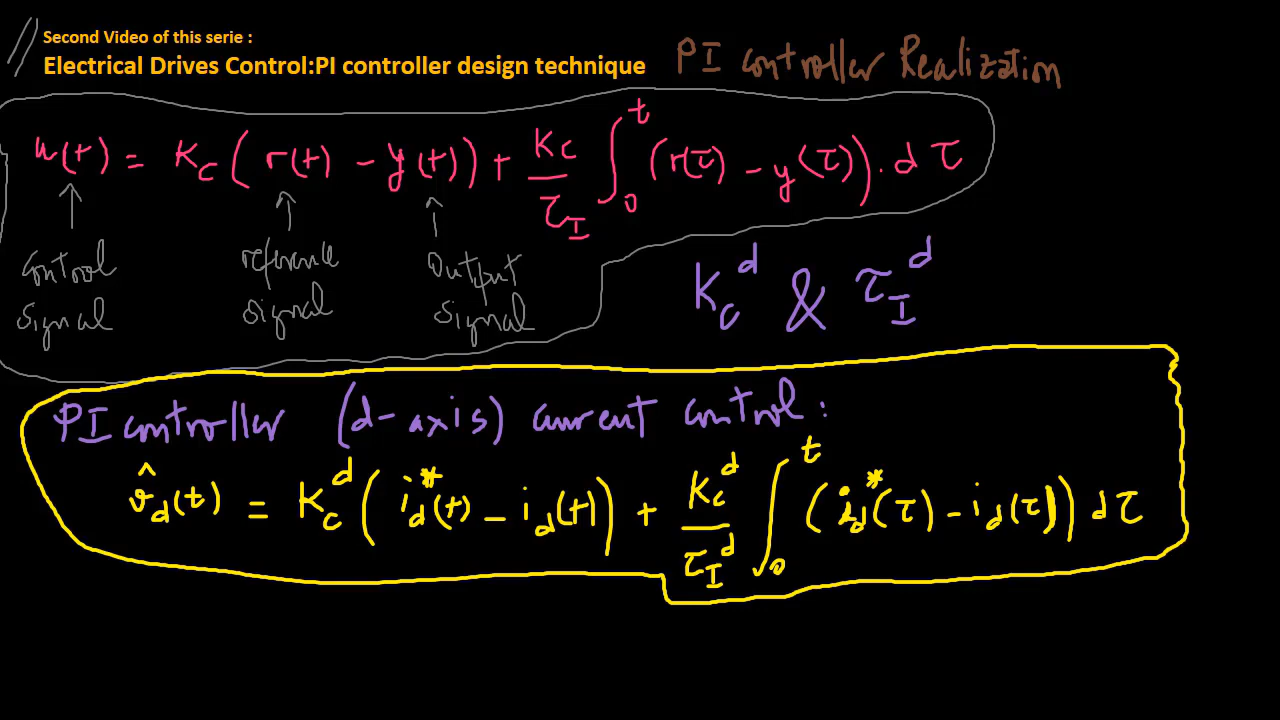 Second Video of this serie :
Electrical Drives Control:PI controller design technique
PI controller Realization
u(t) = Kc (r(t) - y(t)) + Kc/τI ∫0^t (r(τ) - y(τ)).dτ
Control signal
reference signal
Output signal
Kc^d & τI^d
PI controller (d-axis) current control:
v̂d(t) = Kc^d (id*(t) - id(t)) + Kc^d/τI^d ∫0^t (id*(τ) - id(τ)) dτ